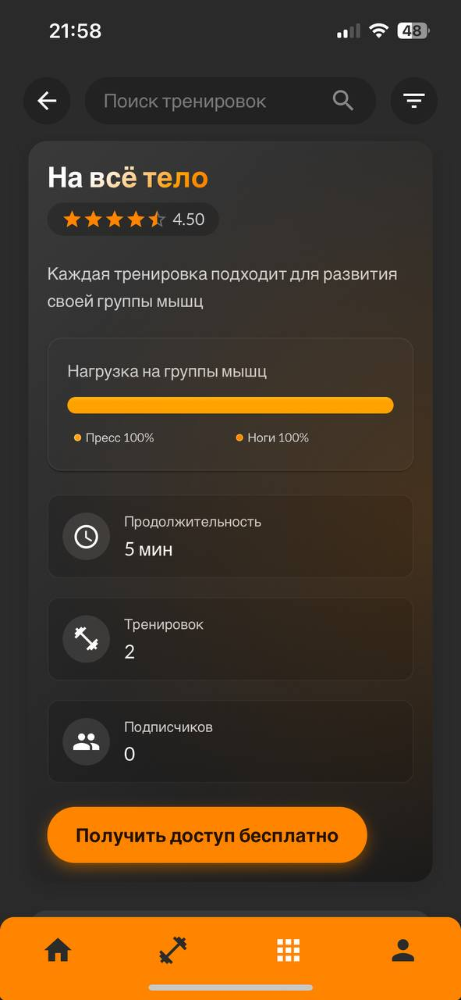 21:58
48
Поиск тренировок
На всё тело
4.50
Каждая тренировка подходит для развития
своей группы мышц
Нагрузка на группы мышц
Пресс 100%
Ноги 100%
Продолжительность
5 мин
Тренировок
2
Подписчиков
0
Получить доступ бесплатно